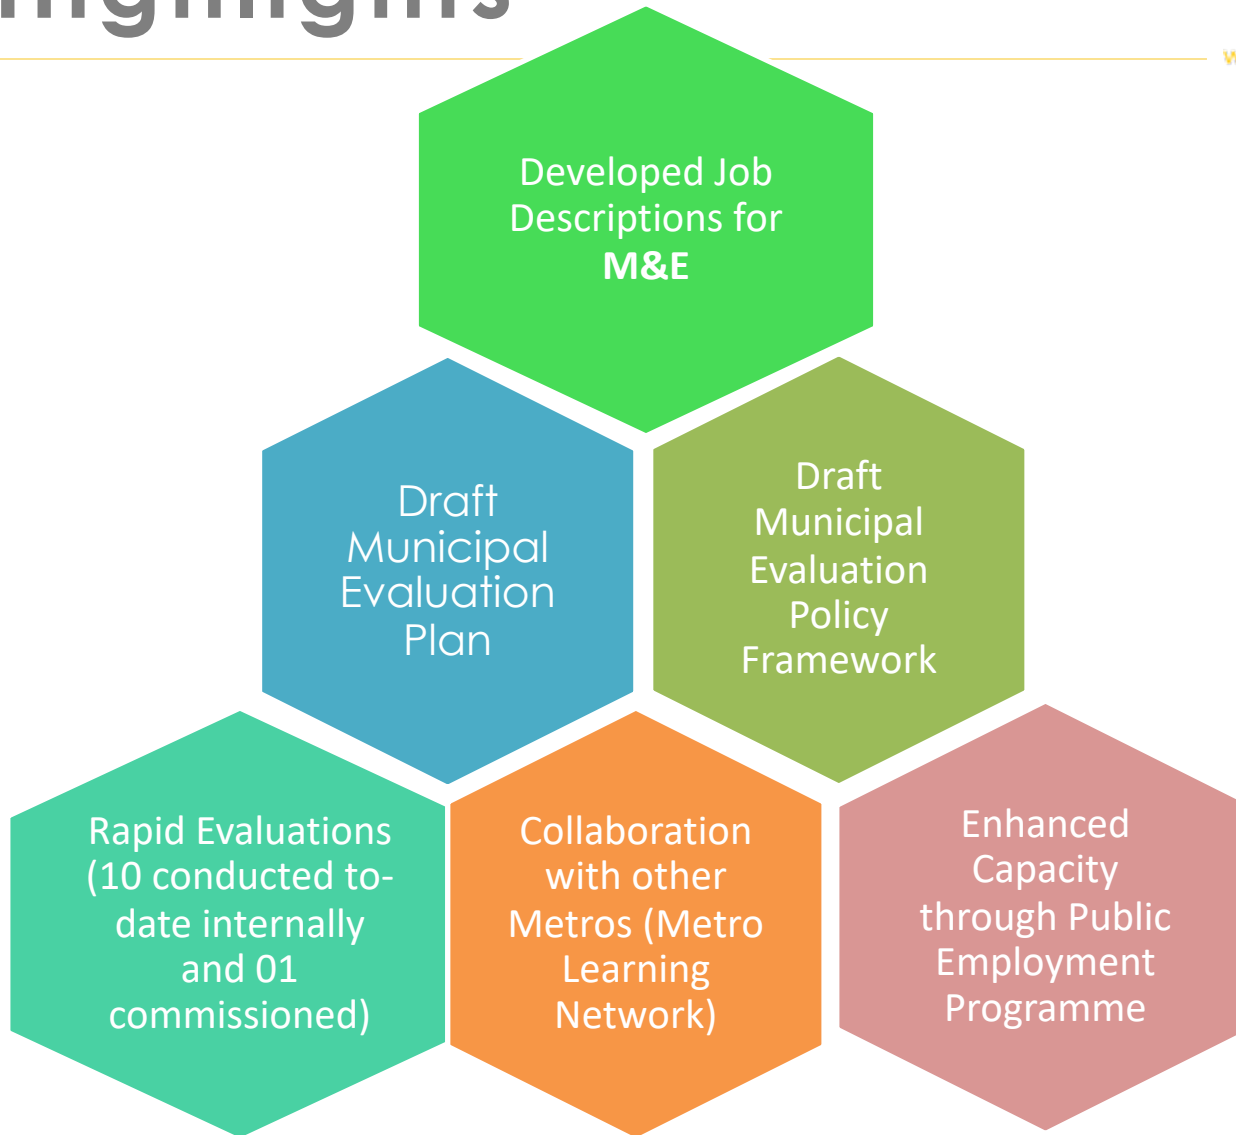 Developed Job
Descriptions for
M&E
Draft
Municipal
Evaluation
Plan
Draft
Municipal
Evaluation
Policy
Framework
Rapid Evaluations
(10 conducted to-
date internally
and 01
commissioned)
Collaboration
with other
Metros (Metro
Learning
Network)
Enhanced
Capacity
through Public
Employment
Programme